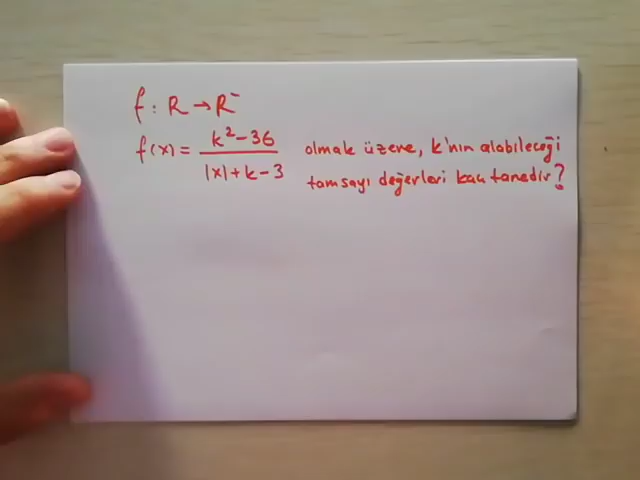 f : R → R⁻
f(x) = (k² - 36) / (|x| + k - 3) olmak üzere, k'nın alabileceği
tamsayı değerleri kaç tanedir?